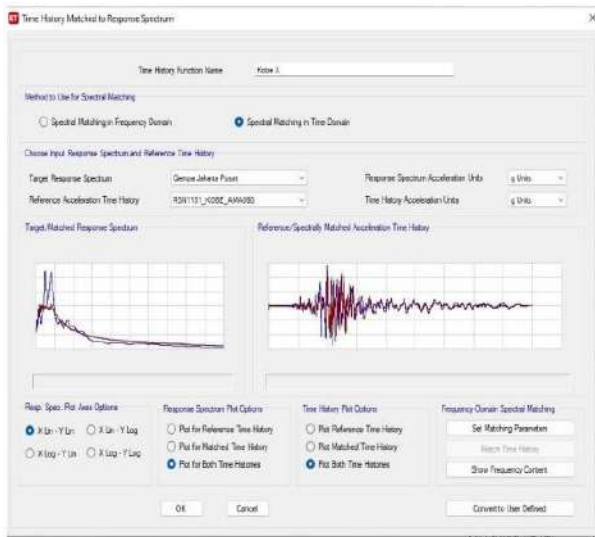 Time History Matched to Response Spectrum
Time History Function Name
Kobe X
Method to Use for Spectral Matching
Spectral Matching in Frequency Domain
Spectral Matching in Time Domain
Choose Input Response Spectrum and Reference Time History
Target Response Spectrum
Gempa Jakarta Pusat
Response Spectrum Acceleration Units
g Units
Reference Acceleration Time History
RSN1101_KOBE_AMA000
Time History Acceleration Units
g Units
Target/Matched Response Spectrum
Reference/Spectrally Matched Acceleration Time History
Resp. Spec. Plot Axes Options
X Lin - Y Lin
X Lin - Y Log
X Log - Y Lin
X Log - Y Log
Response Spectrum Plot Options
Plot for Reference Time History
Plot for Matched Time History
Plot for Both Time Histories
Time History Plot Options
Plot Reference Time History
Plot Matched Time History
Plot Both Time Histories
Frequency-Domain Spectral Matching
Set Matching Parameters
Match Time History
Show Frequency Content
OK
Cancel
Convert to User Defined